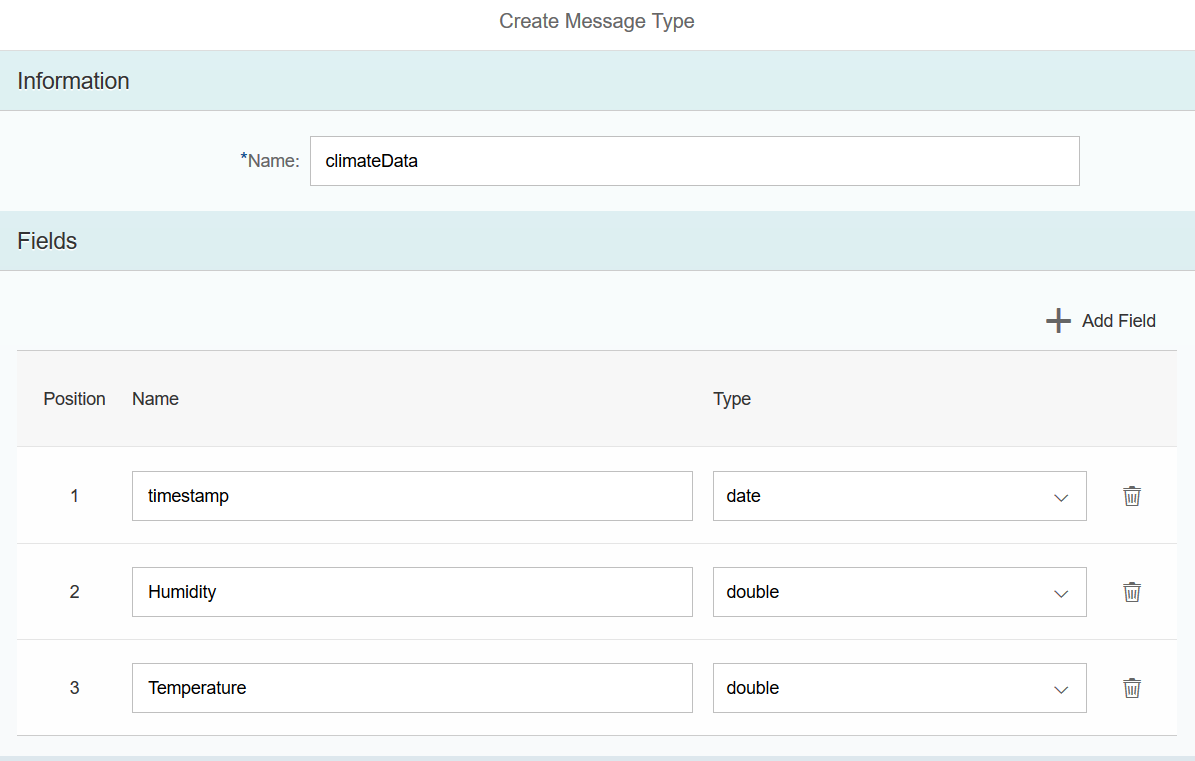 Create Message Type
Information
*Name: climateData
Fields
Add Field
Position Name Type
1 timestamp date
2 Humidity double
3 Temperature double